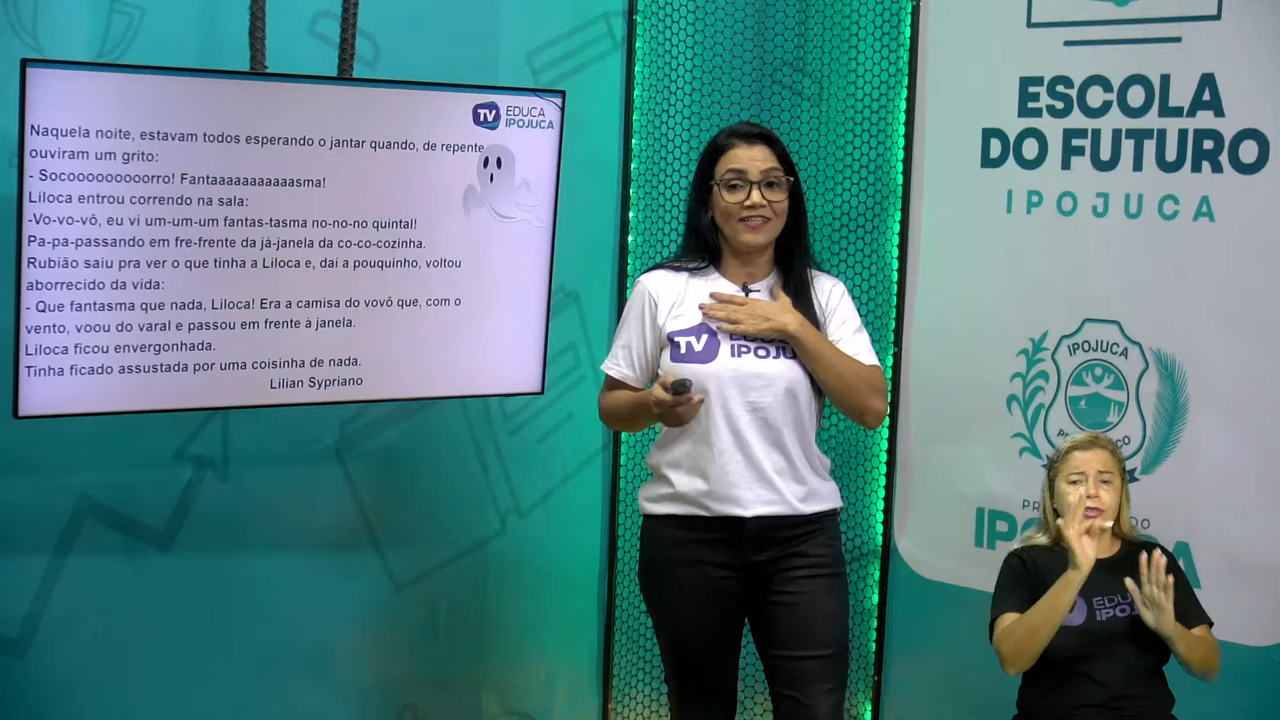 TV EDUCA
IPOJUCA
Naquela noite, estavam todos esperando o jantar quando, de repente
ouviram um grito:
- Socooooooooorro! Fantaaaaaaaaaaasma!
Liloca entrou correndo na sala:
-Vo-vo-vô, eu vi um-um-um fantas-tasma no-no-no quintal!
Pa-pa-passando em fre-frente da já-janela da co-co-cozinha.
Rubião saiu pra ver o que tinha a Liloca e, daí a pouquinho, voltou
aborrecido da vida:
- Que fantasma que nada, Liloca! Era a camisa do vovô que, com o
vento, voou do varal e passou em frente à janela.
Liloca ficou envergonhada.
Tinha ficado assustada por uma coisinha de nada.
Lilian Sypriano
TV
IPOJU
ESCOLA
DO FUTURO
IPOJUCA
IPOJUCA
EDU
IPOJ